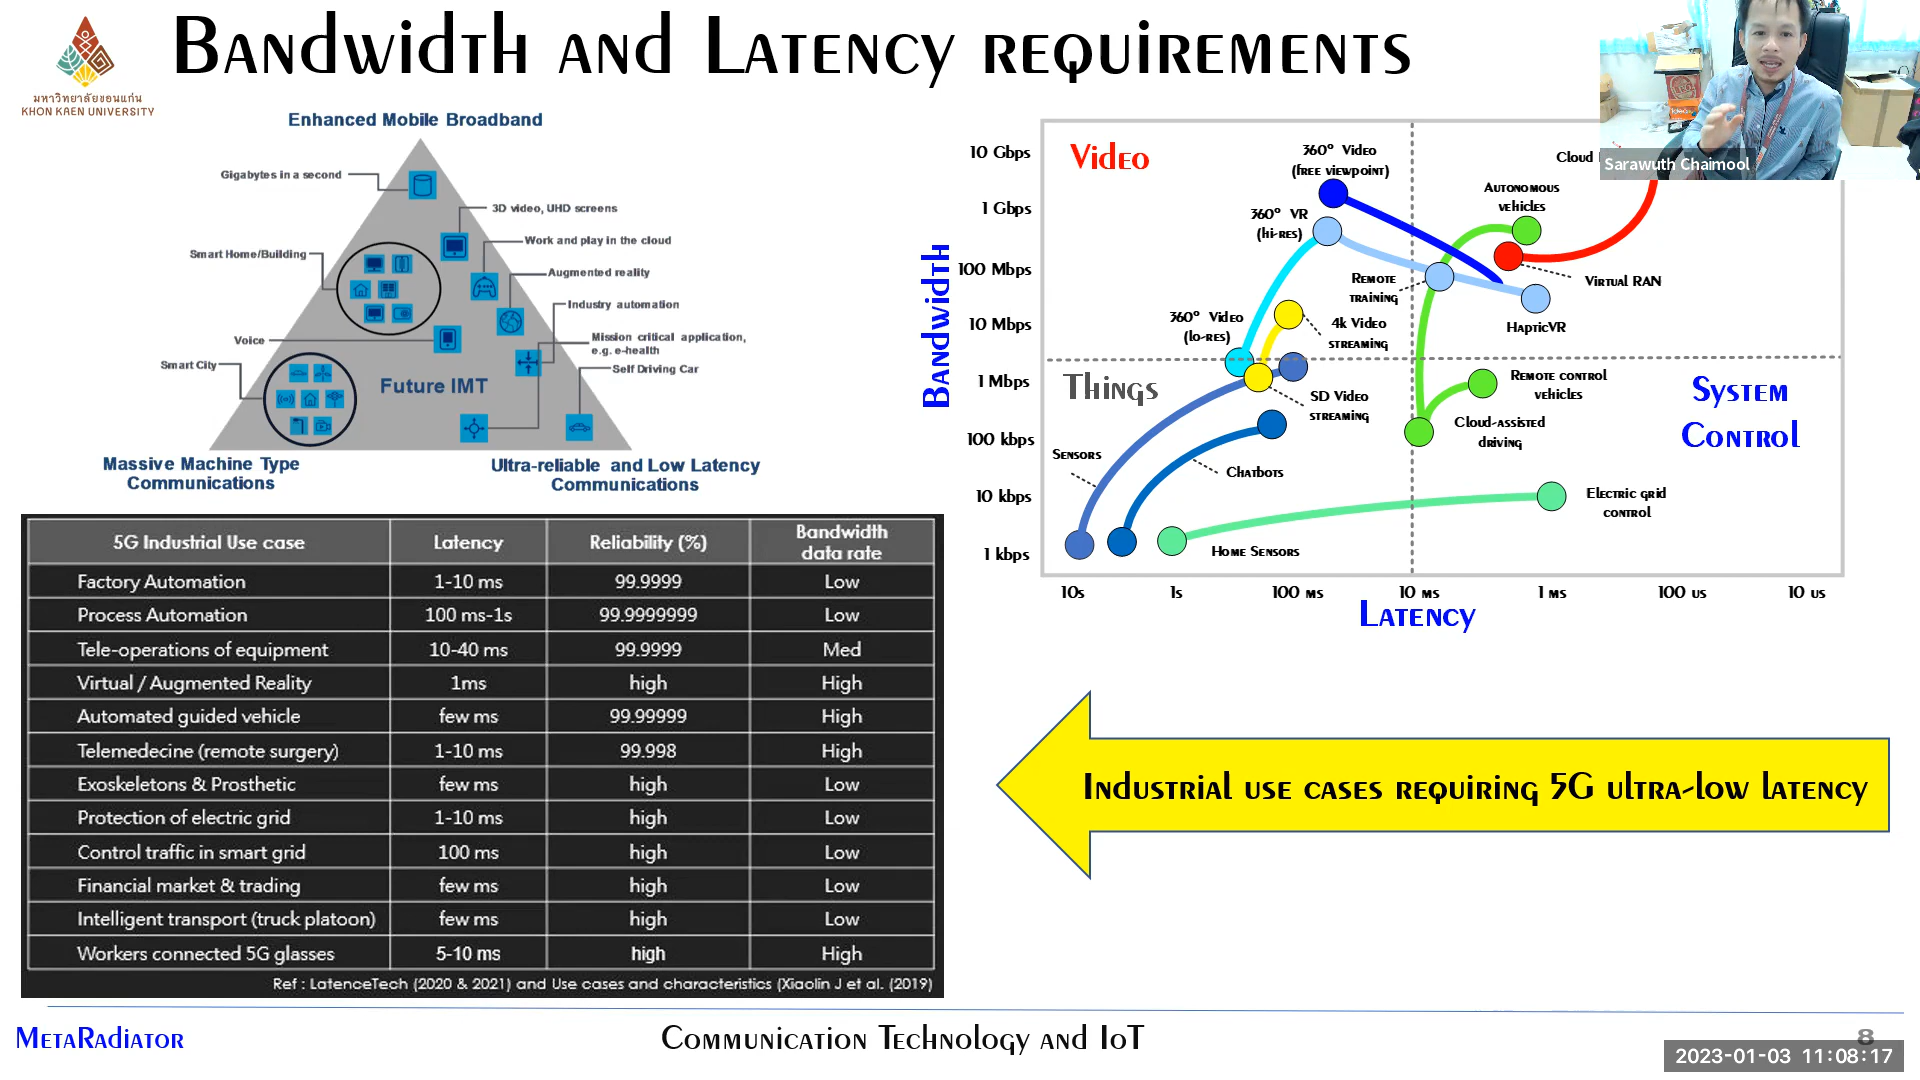 Bandwidth and Latency requirements
มหาวิทยาลัยขอนแก่น
KHON KAEN UNIVERSITY
Enhanced Mobile Broadband
Gigabytes in a second
3D video, UHD screens
Work and play in the cloud
Smart Home/Building
Augmented reality
Industry automation
Mission critical application,
e.g. e-health
Voice
Smart City
Self Driving Car
Future IMT
Massive Machine Type
Communications
Ultra-reliable and Low Latency
Communications
Sarawuth Chaimool
Video
Things
System
Control
Bandwidth
10 Gbps
1 Gbps
100 Mbps
10 Mbps
1 Mbps
100 kbps
10 kbps
1 kbps
360° Video
(free viewpoint)
Cloud
Autonomous
vehicles
360° VR
(hi-res)
Remote
training
Virtual RAN
HapticVR
360° Video
(lo-res)
4k Video
streaming
SD Video
streaming
Remote control
vehicles
Cloud-assisted
driving
Sensors
Chatbots
Electric grid
control
Home Sensors
10s 1s 100 ms 10 ms 1 ms 100 us 10 us
Latency
5G Industrial Use case Latency Reliability (%) Bandwidth data rate
Factory Automation 1-10 ms 99.9999 Low
Process Automation 100 ms-1s 99.9999999 Low
Tele-operations of equipment 10-40 ms 99.9999 Med
Virtual / Augmented Reality 1ms high High
Automated guided vehicle few ms 99.99999 High
Telemedecine (remote surgery) 1-10 ms 99.998 High
Exoskeletons & Prosthetic few ms high Low
Protection of electric grid 1-10 ms high Low
Control traffic in smart grid 100 ms high Low
Financial market & trading few ms high Low
Intelligent transport (truck platoon) few ms high Low
Workers connected 5G glasses 5-10 ms high High
Ref : LatenceTech (2020 & 2021) and Use cases and characteristics (Xiaolin J et al. (2019)
Industrial use cases requiring 5G ultra-low latency
MetaRadiator
Communication Technology and IoT
8
2023-01-03 11:08:17